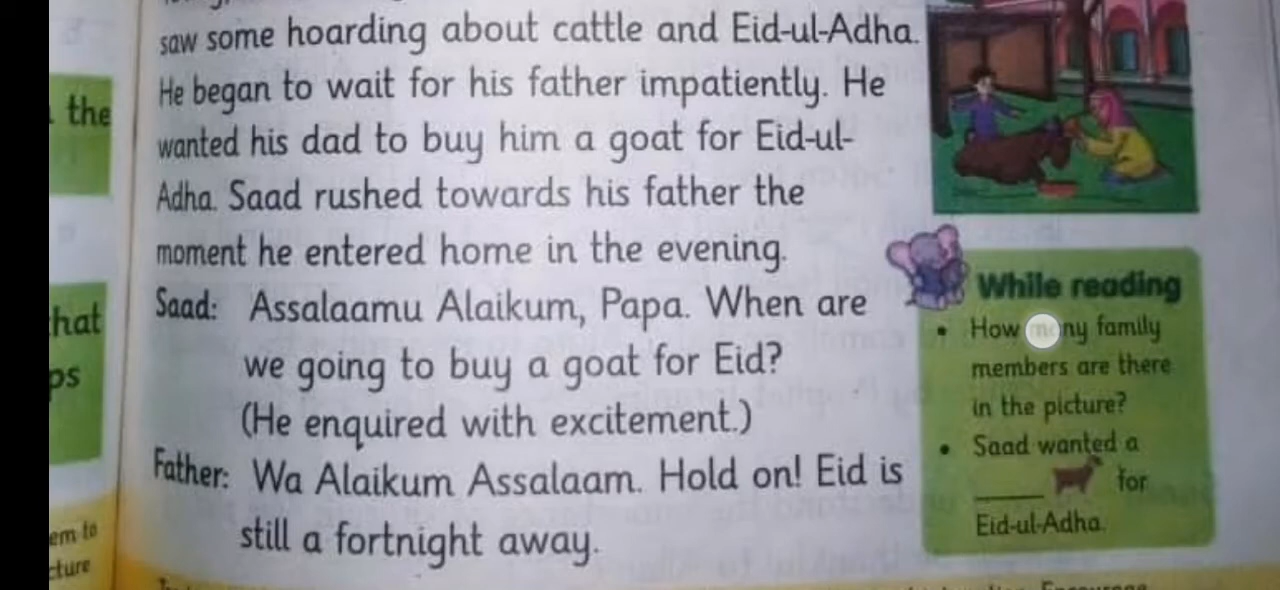 saw some hoarding about cattle and Eid-ul-Adha.
He began to wait for his father impatiently. He
wanted his dad to buy him a goat for Eid-ul-
Adha. Saad rushed towards his father the
moment he entered home in the evening.
Saad: Assalaamu Alaikum, Papa. When are
we going to buy a goat for Eid?
(He enquired with excitement.)
Father: Wa Alaikum Assalaam. Hold on! Eid is
still a fortnight away.
the
hat
ps
em to
cture
While reading
• How many family
members are there
in the picture?
• Saad wanted a
____ for
Eid-ul-Adha.